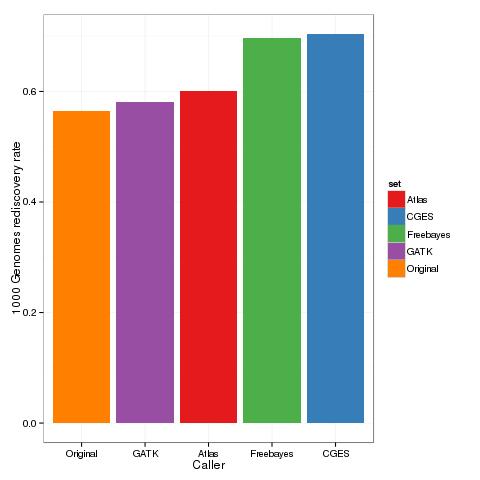 1000 Genomes rediscovery rate
0.6
0.4
0.2
0.0
Original GATK Atlas Freebayes CGES
Caller
set
Atlas
CGES
Freebayes
GATK
Original